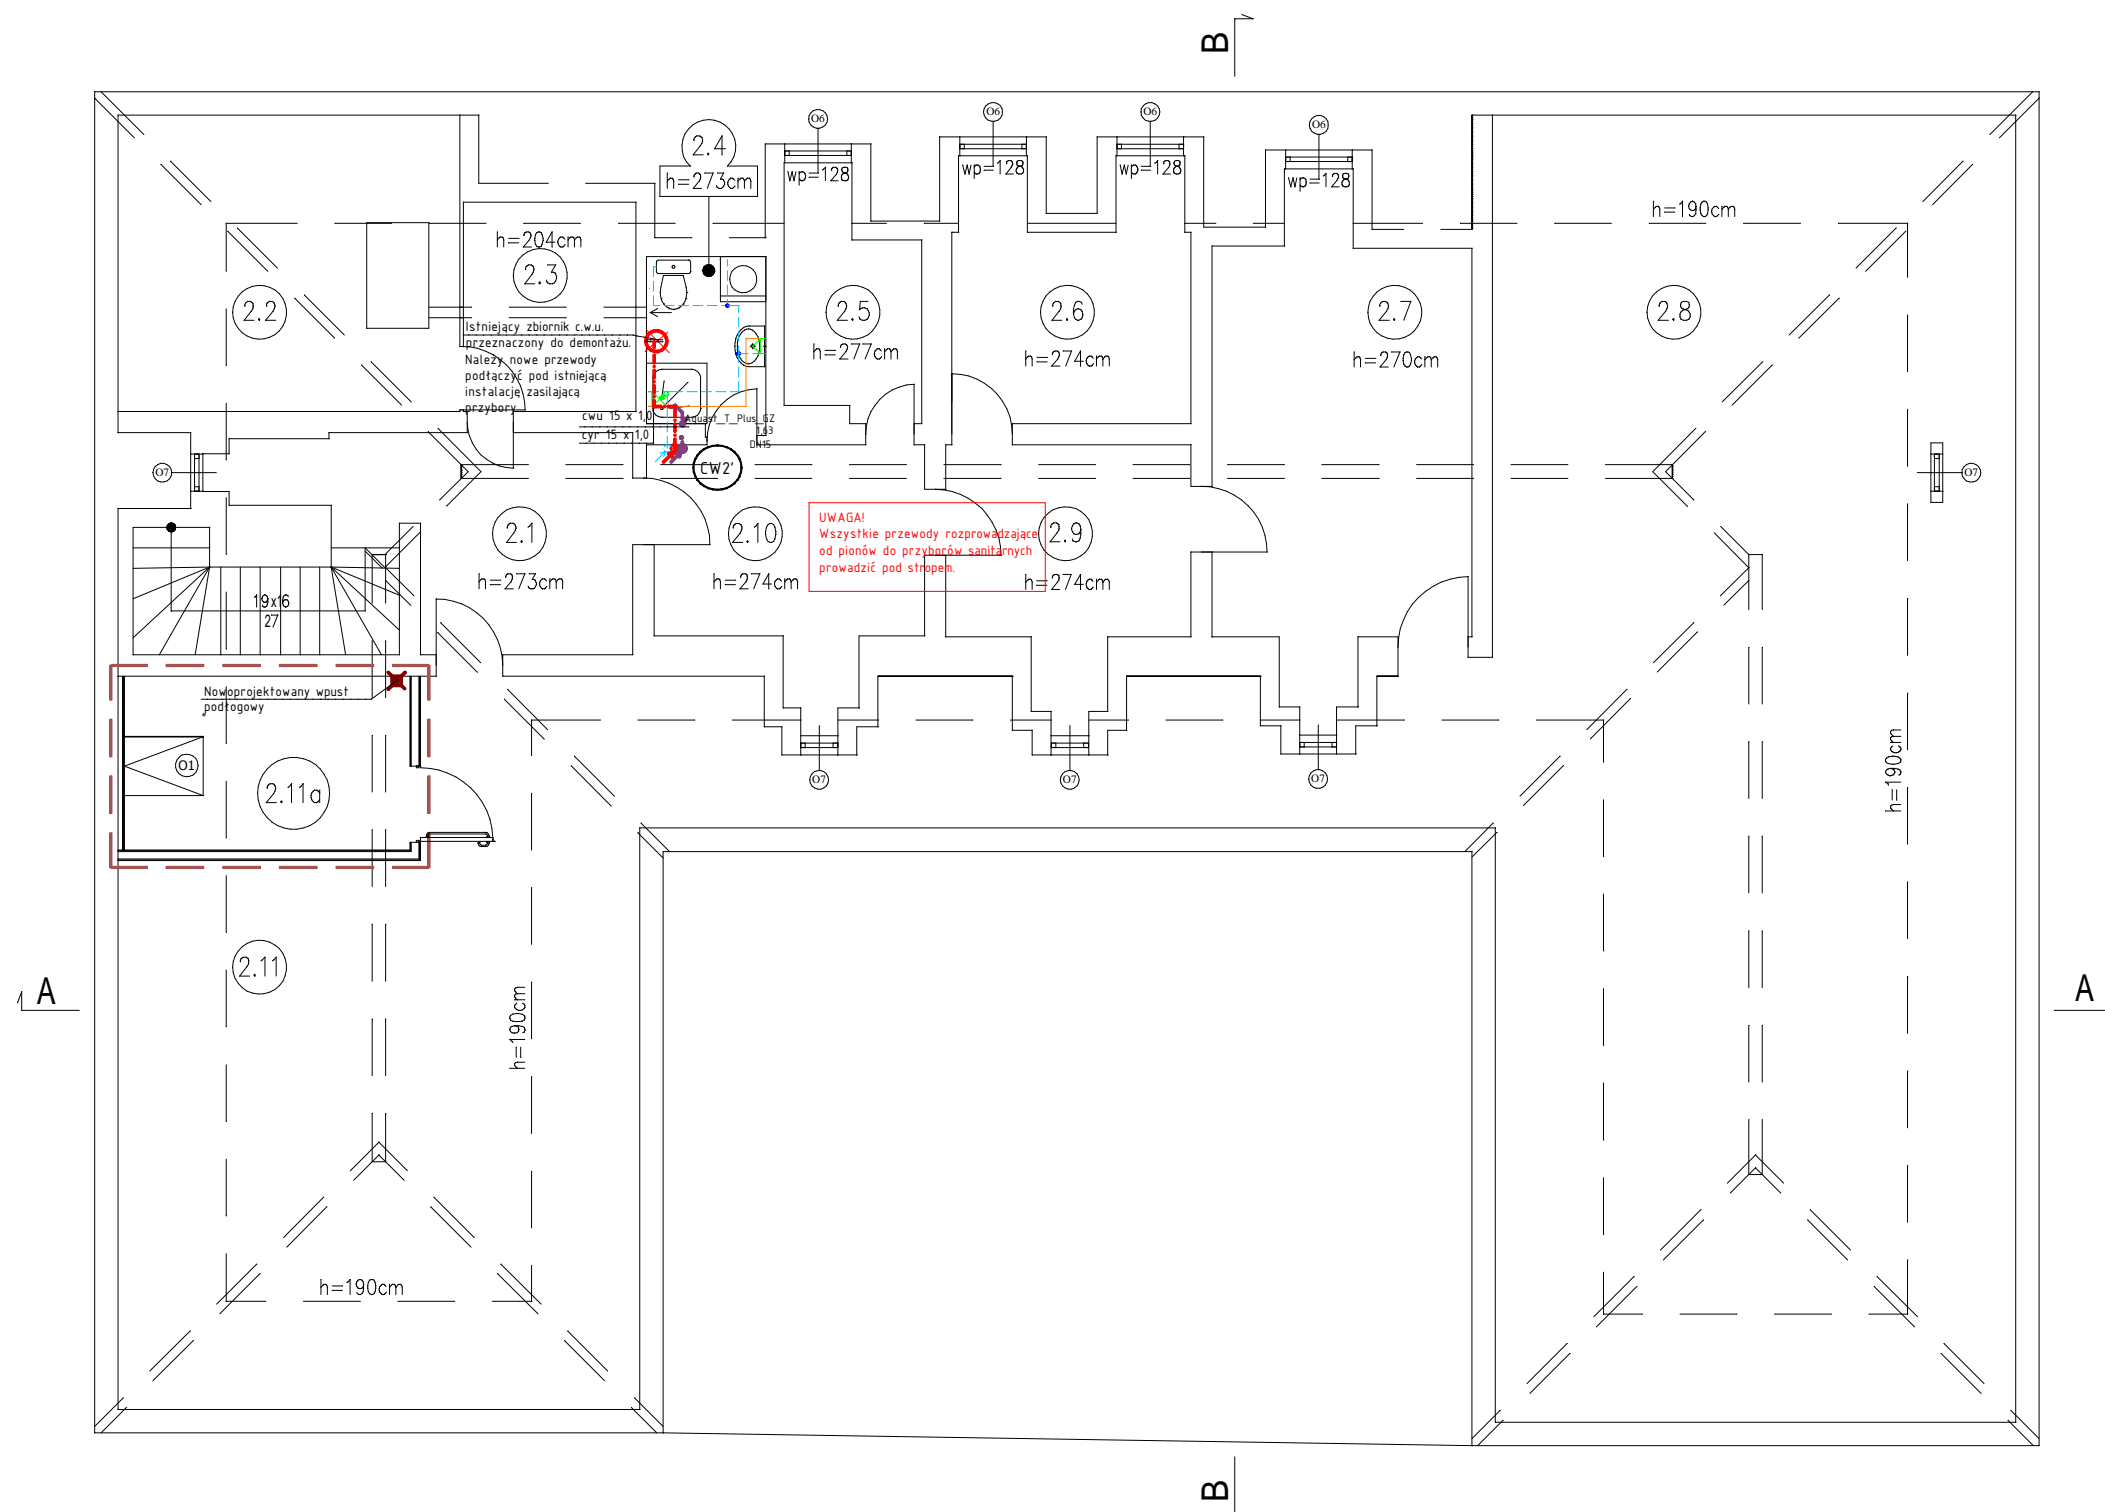 B
O6
O6
O6
O6
2.4
h=273cm
wp=128
wp=128
wp=128
wp=128
h=190cm
h=204cm
2.3
2.2
2.5
h=277cm
2.6
h=274cm
2.7
h=270cm
2.8
Istniejący zbiornik c.w.u.
przeznaczony do demontażu.
Należy nowe przewody
podłączyć pod istniejącą
instalację zasilającą
przybory.
cwu 15 x 1,0
cyr 15 x 1,0
Aquast_T_Plus_GZ
1,63
DN15
CW2'
O7
O7
2.1
h=273cm
2.10
h=274cm
UWAGA!
Wszystkie przewody rozprowadzające
od pionów do przyborów sanitarnych
prowadzić pod stropem.
2.9
h=274cm
19x16
27
Nowoprojektowany wpust
podłogowy
O1
2.11a
O7
O7
O7
h=190cm
2.11
A
A
h=190cm
h=190cm
B